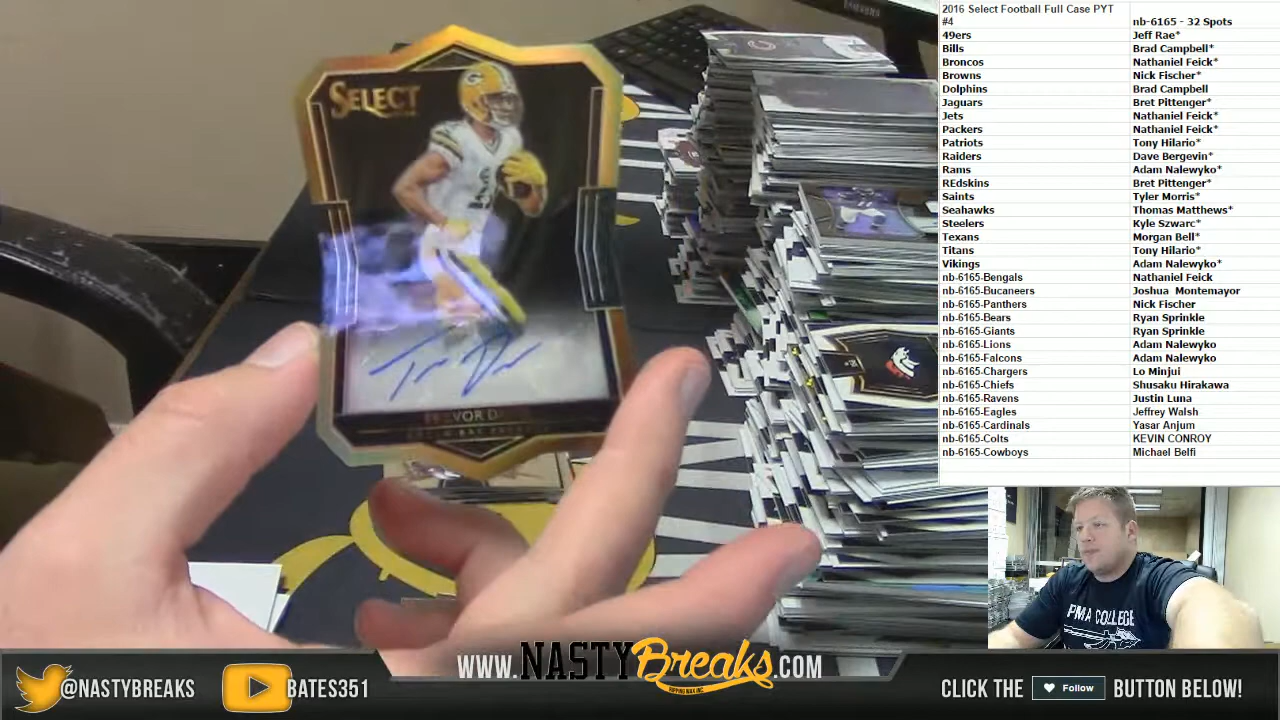 2016 Select Football Full Case PYT
#4 nb-6165 - 32 Spots
49ers Jeff Rae*
Bills Brad Campbell*
Broncos Nathaniel Feick*
Browns Nick Fischer*
Dolphins Brad Campbell
Jaguars Bret Pittenger*
Jets Nathaniel Feick*
Packers Nathaniel Feick*
Patriots Tony Hilario*
Raiders Dave Bergevin*
Rams Adam Nalewyko*
REdskins Bret Pittenger*
Saints Tyler Morris*
Seahawks Thomas Matthews*
Steelers Kyle Szwarc*
Texans Morgan Bell*
Titans Tony Hilario*
Vikings Adam Nalewyko*
nb-6165-Bengals Nathaniel Feick
nb-6165-Bucaneers Joshua Montemayor
nb-6165-Panthers Nick Fischer
nb-6165-Bears Ryan Sprinkle
nb-6165-Giants Ryan Sprinkle
nb-6165-Lions Adam Nalewyko
nb-6165-Falcons Adam Nalewyko
nb-6165-Chargers Lo Minjui
nb-6165-Chiefs Shusaku Hirakawa
nb-6165-Ravens Justin Luna
nb-6165-Eagles Jeffrey Walsh
nb-6165-Cardinals Yasar Anjum
nb-6165-Colts KEVIN CONROY
nb-6165-Cowboys Michael Belfi
SELECT
G
TREVOR
PMA COLLEGE
@NASTYBREAKS
BATES351
WWW.NASTYBreaks.COM
RIPPING WAX INC
CLICK THE Follow BUTTON BELOW!